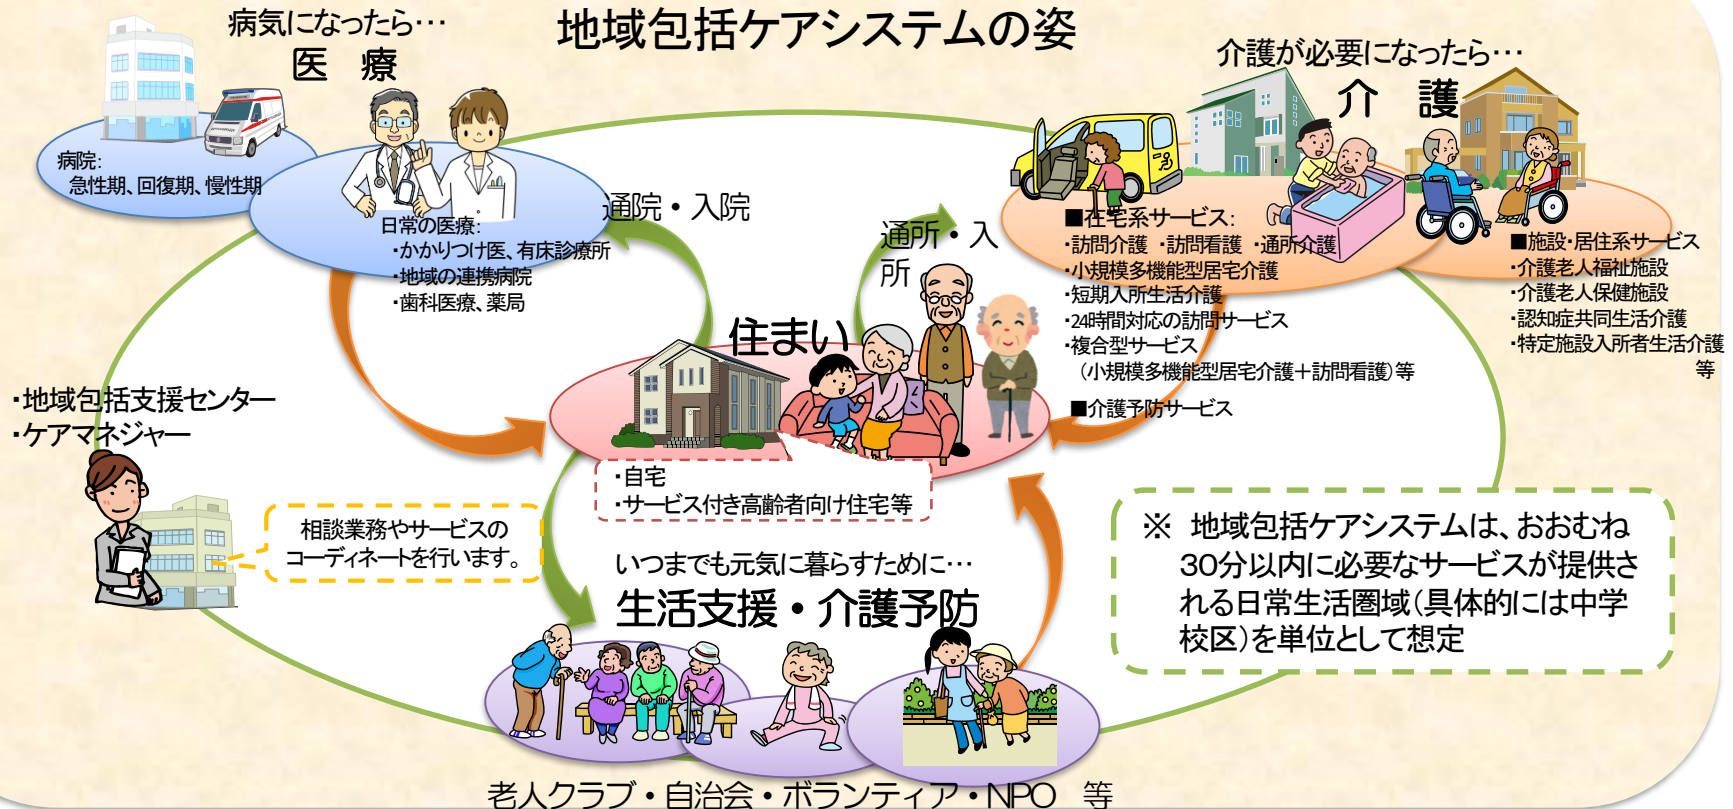 地域包括ケアシステムの姿
病気になったら…
医　療
病院:
急性期、回復期、慢性期
日常の医療:
・かかりつけ医、有床診療所
・地域の連携病院
・歯科医療、薬局
通院・入院
介護が必要になったら…
介　護
通所・入
所
■在宅系サービス:
・訪問介護　・訪問看護　・通所介護
・小規模多機能型居宅介護
・短期入所生活介護
・24時間対応の訪問サービス
・複合型サービス
（小規模多機能型居宅介護＋訪問看護）等
■介護予防サービス
■施設・居住系サービス
・介護老人福祉施設
・介護老人保健施設
・認知症共同生活介護
・特定施設入所者生活介護
等
住まい
・自宅
・サービス付き高齢者向け住宅等
・地域包括支援センター
・ケアマネジャー
相談業務やサービスの
コーディネートを行います。
いつまでも元気に暮らすために…
生活支援・介護予防
老人クラブ・自治会・ボランティア・NPO　等
※　地域包括ケアシステムは、おおむね
30分以内に必要なサービスが提供さ
れる日常生活圏域（具体的には中学
校区）を単位として想定